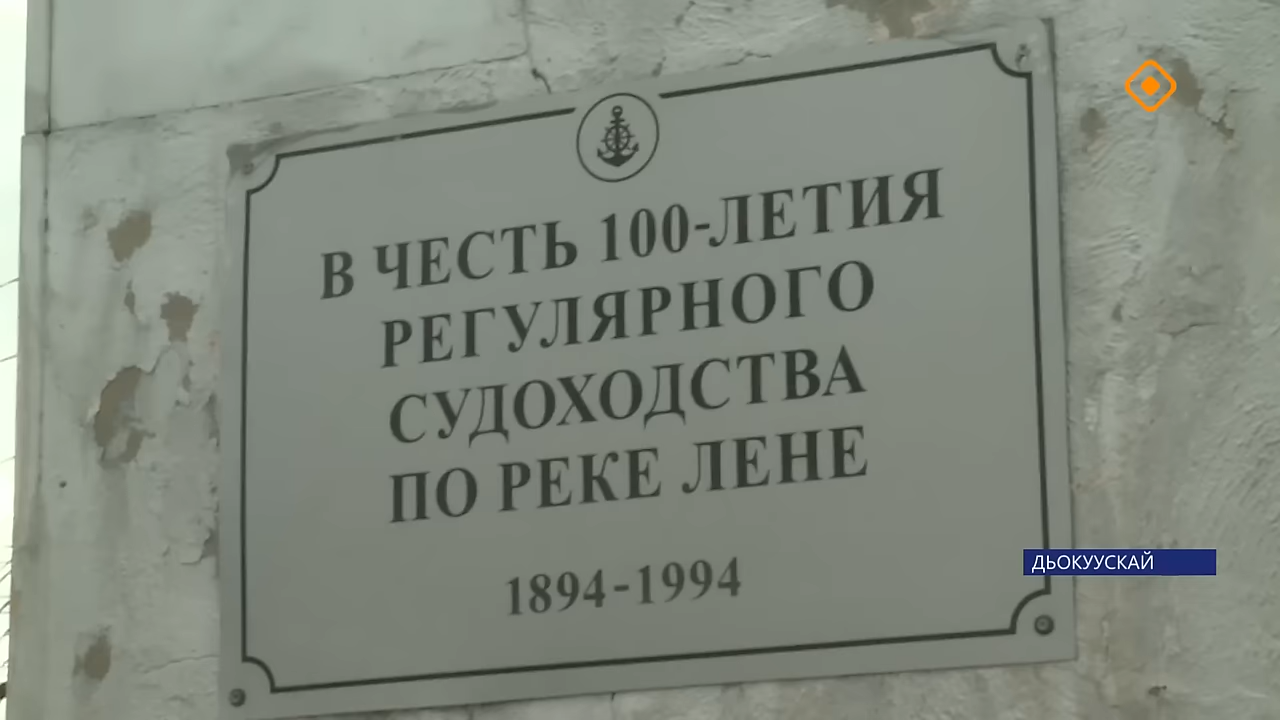 В ЧЕСТЬ 100-ЛЕТИЯ
РЕГУЛЯРНОГО
СУДОХОДСТВА
ПО РЕКЕ ЛЕНЕ
1894-1994
ДЬОКУУСКАЙ